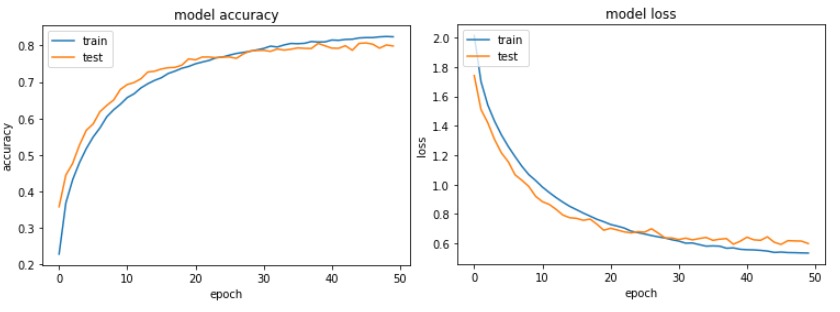 model accuracy
train
test
0.8
0.7
0.6
0.5
0.4
0.3
0.2
accuracy
0 10 20 30 40 50
epoch
model loss
train
test
2.0
1.8
1.6
1.4
1.2
1.0
0.8
0.6
loss
0 10 20 30 40 50
epoch